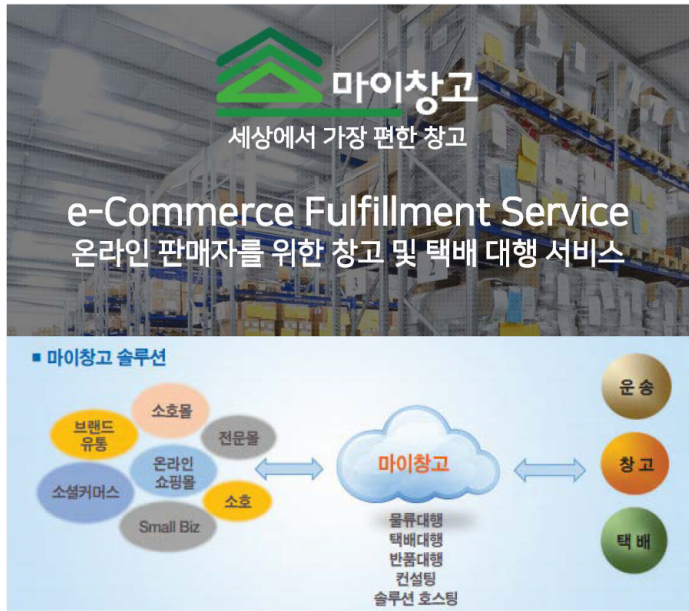 마이창고
세상에서 가장 편한 창고
e-Commerce Fulfillment Service
온라인 판매자를 위한 창고 및 택배 대행 서비스
▪ 마이창고 솔루션
브랜드
유통
소호몰
전문몰
소셜커머스
온라인
쇼핑몰
소호
Small Biz
마이창고
물류대행
택배대행
반품대행
컨설팅
솔루션 호스팅
운송
창고
택배